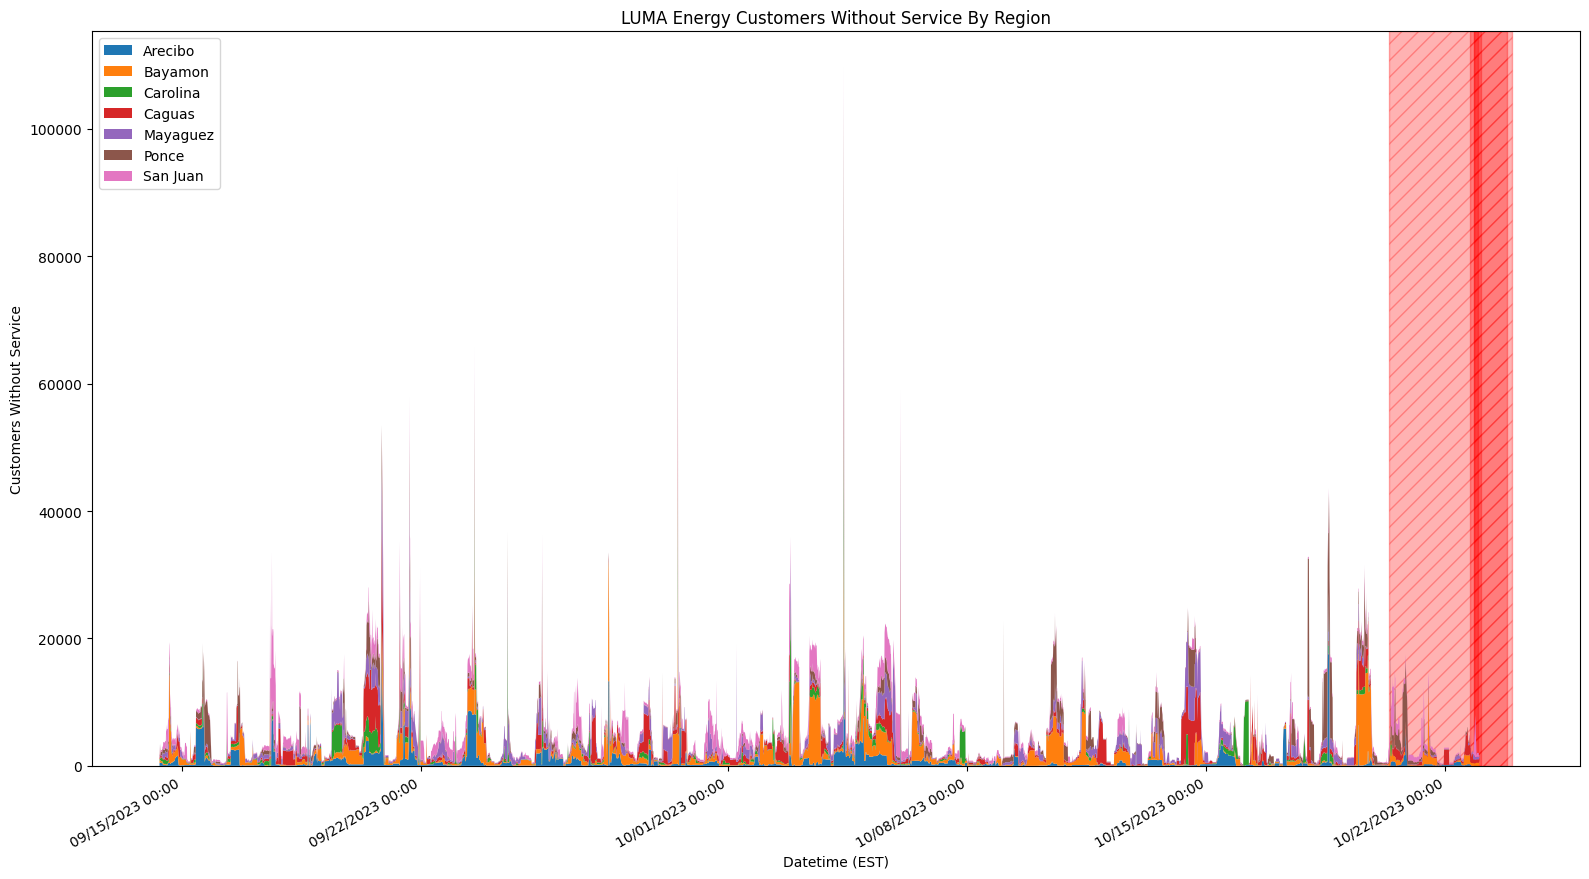 LUMA Energy Customers Without Service By Region
Arecibo
Bayamon
Carolina
Caguas
Mayaguez
Ponce
San Juan
100000
80000
60000
40000
20000
0
Customers Without Service
09/15/2023 00:00
09/22/2023 00:00
10/01/2023 00:00
10/08/2023 00:00
10/15/2023 00:00
10/22/2023 00:00
Datetime (EST)